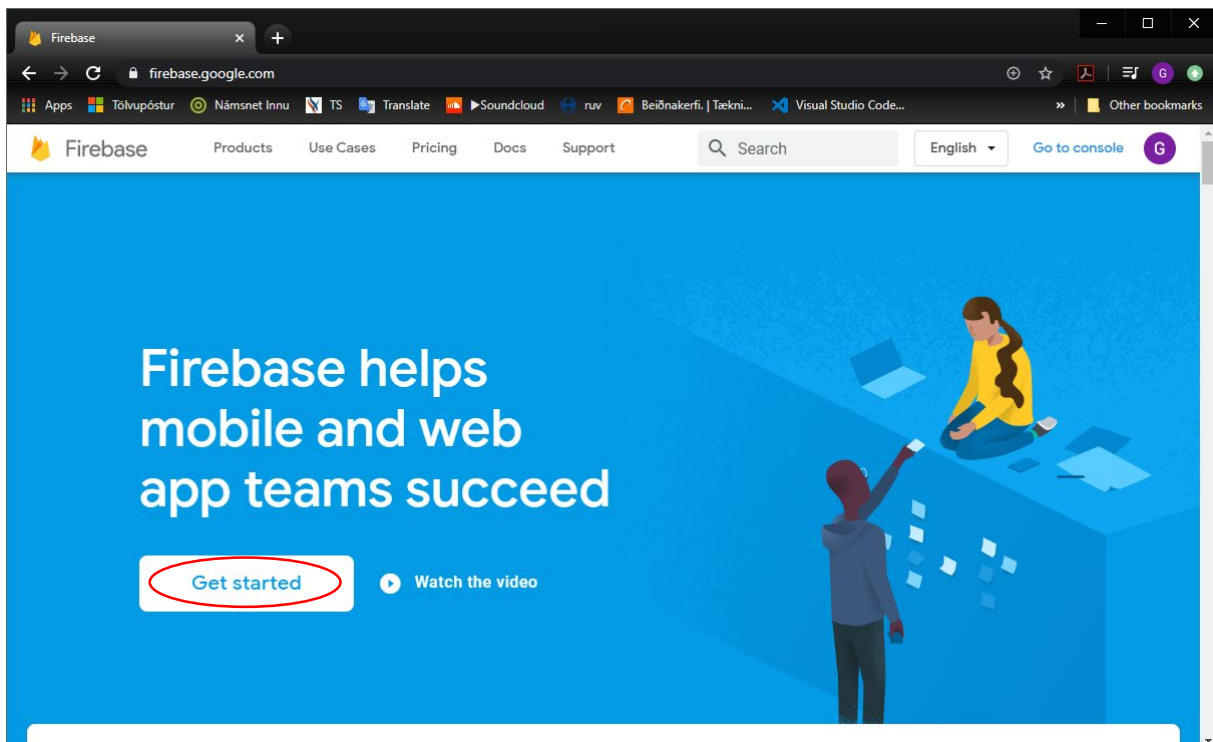 Firebase
firebase.google.com
G
Apps Tölvupóstur Námsnet Innu TS Translate ▶Soundcloud ruv Beiðnakerfi. | Tækni... Visual Studio Code... » Other bookmarks
Firebase Products Use Cases Pricing Docs Support Search English Go to console G
Firebase helps
mobile and web
app teams succeed
Get started Watch the video